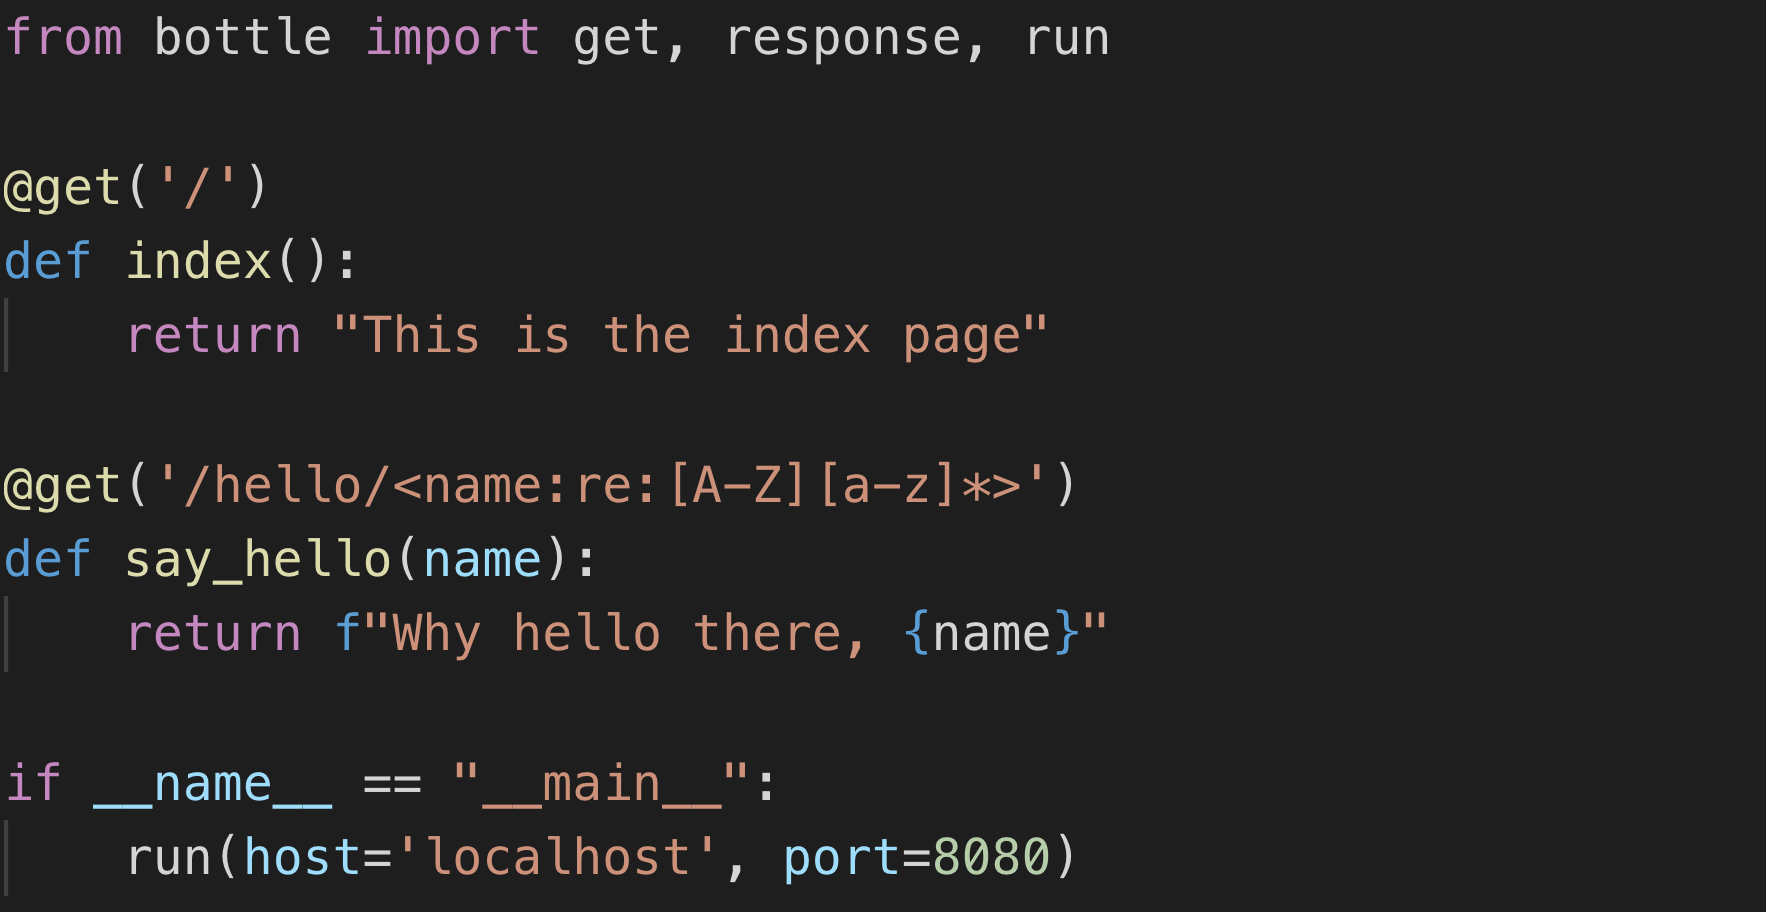 from bottle import get, response, run
@get('/')
def index():
    return "This is the index page"
@get('/hello/<name:re:[A-Z][a-z]*>')
def say_hello(name):
    return f"Why hello there, {name}"
if __name__ == "__main__":
    run(host='localhost', port=8080)